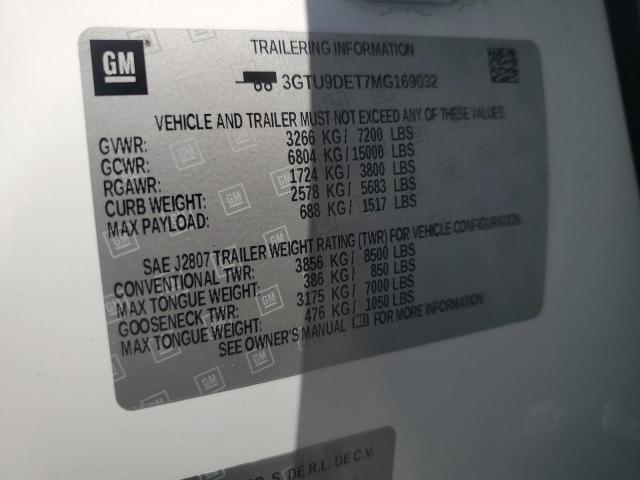 GM
TRAILERING INFORMATION
3GTU9DET7MG169032
VEHICLE AND TRAILER MUST NOT EXCEED ANY OF THESE VALUES
GVWR: 3266 KG/ 7200 LBS
GCWR: 6804 KG/ 15000 LBS
RGAWR: 1724 KG/ 3800 LBS
CURB WEIGHT: 2578 KG/ 5683 LBS
MAX PAYLOAD: 688 KG/ 1517 LBS
SAE J2807 TRAILER WEIGHT RATING (TWR) FOR VEHICLE CONFIGURATION.
CONVENTIONAL TWR: 3856 KG/ 8500 LBS
MAX TONGUE WEIGHT: 386 KG/ 850 LBS
GOOSENECK TWR: 3175 KG/ 7000 LBS
MAX TONGUE WEIGHT: 476 KG/ 1050 LBS
SEE OWNER'S MANUAL FOR MORE INFORMATION.
S. DE R.L. DE C.V.